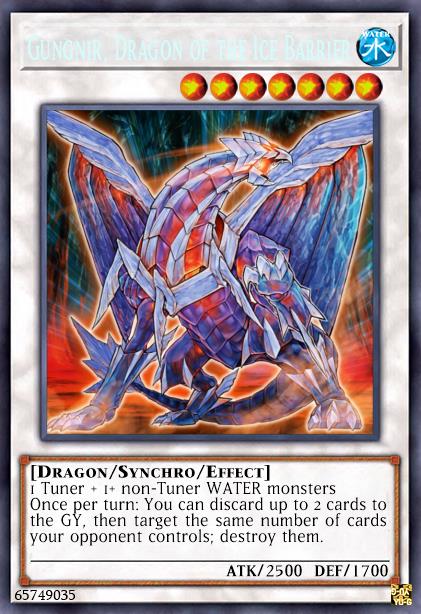 Gungnir, Dragon of the Ice Barrier
WATER
水
[Dragon/Synchro/Effect]
1 Tuner + 1+ non-Tuner WATER monsters
Once per turn: You can discard up to 2 cards to
the GY, then target the same number of cards
your opponent controls; destroy them.
ATK/2500 DEF/1700
65749035